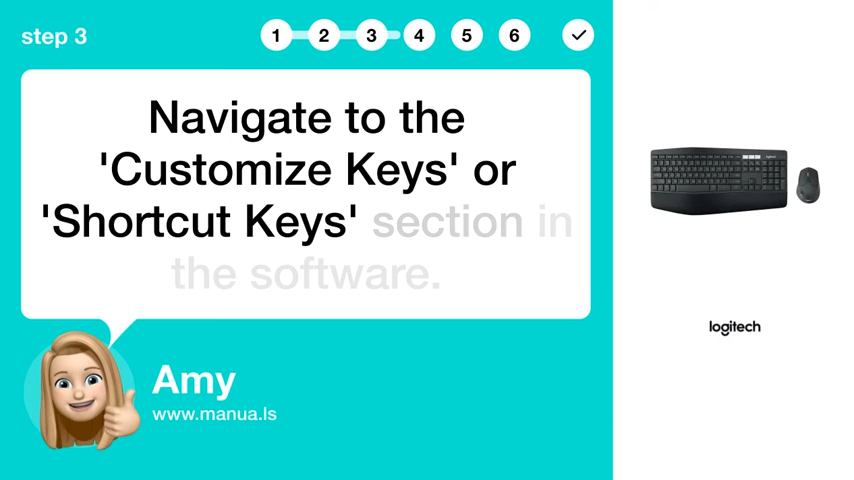 step 3
1 2 3 4 5 6
Navigate to the
'Customize Keys' or
'Shortcut Keys' section in
the software.
Amy
www.manua.ls
logitech